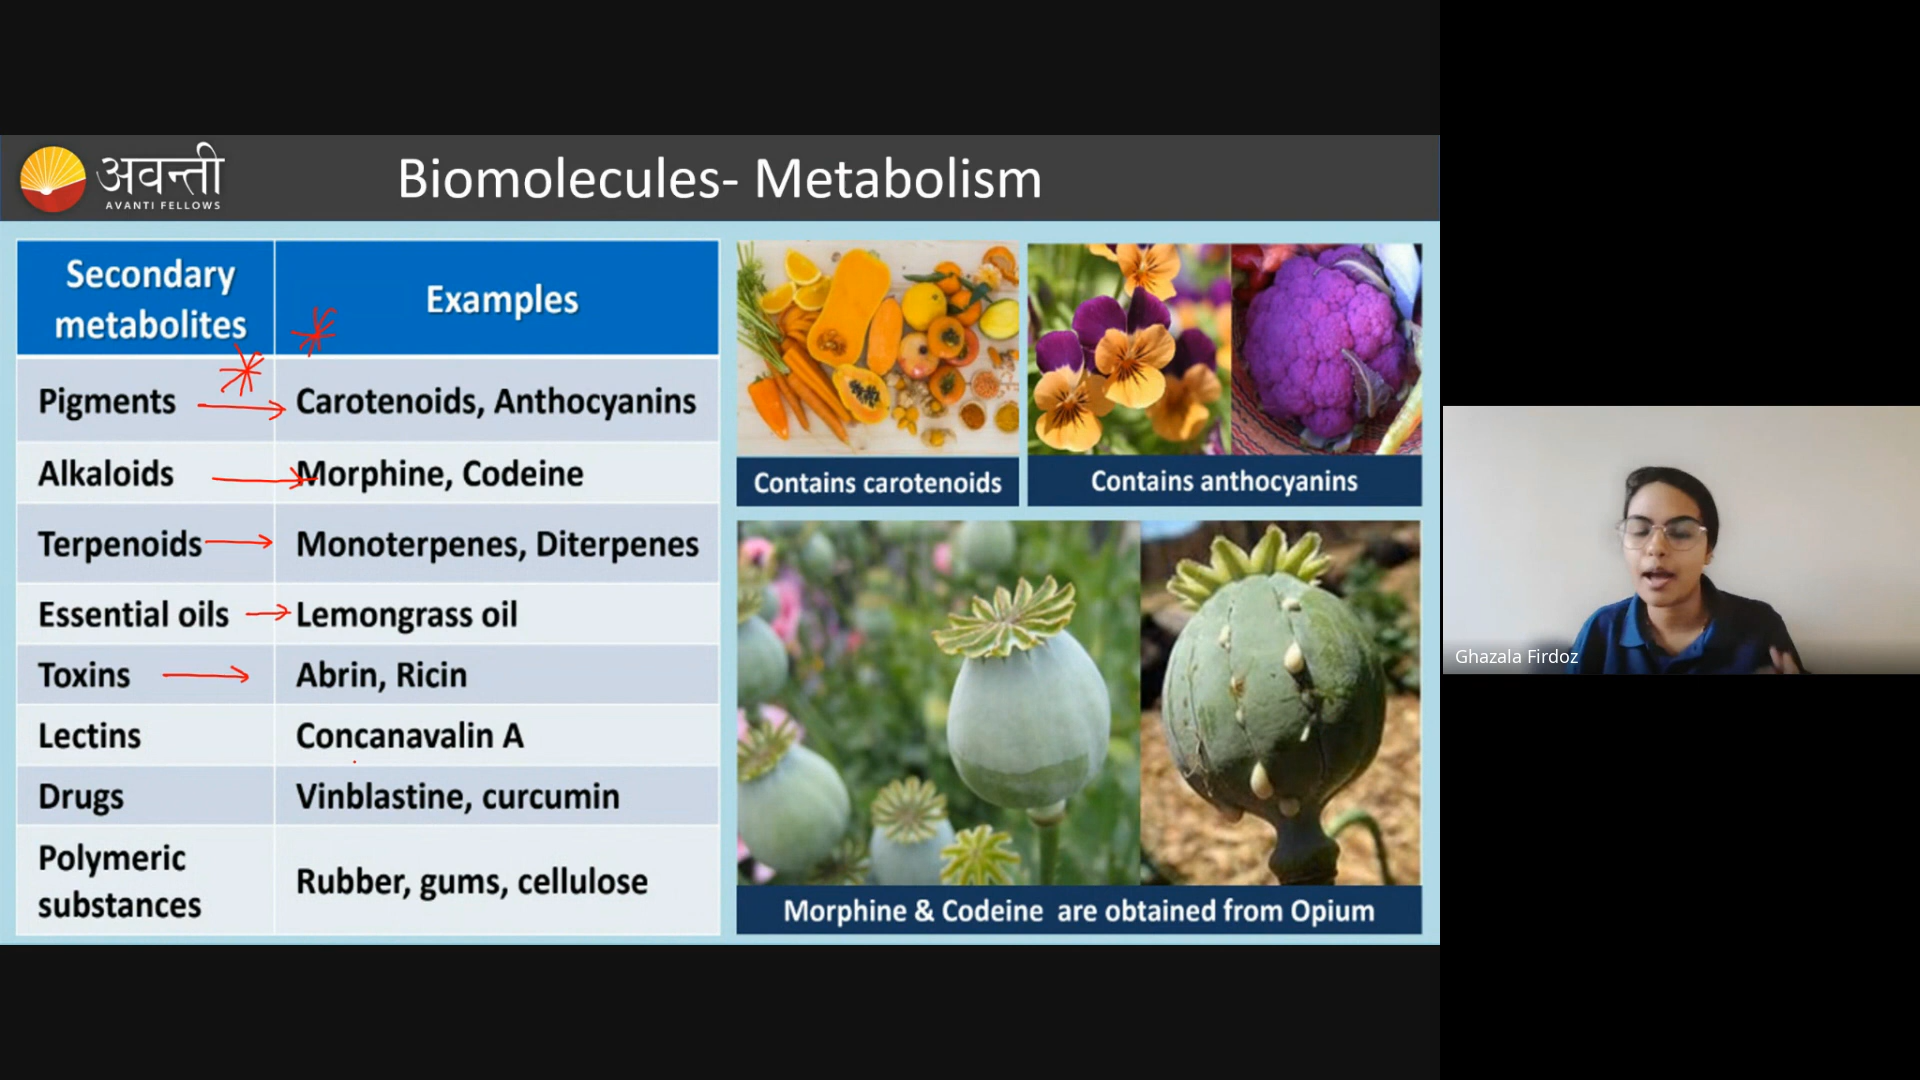 अवन्ती
AVANTI FELLOWS
Biomolecules- Metabolism
Secondary metabolites
Examples
Pigments
Carotenoids, Anthocyanins
Alkaloids
Morphine, Codeine
Terpenoids
Monoterpenes, Diterpenes
Essential oils
Lemongrass oil
Toxins
Abrin, Ricin
Lectins
Concanavalin A
Drugs
Vinblastine, curcumin
Polymeric substances
Rubber, gums, cellulose
Contains carotenoids
Contains anthocyanins
Morphine & Codeine are obtained from Opium
Ghazala Firdoz